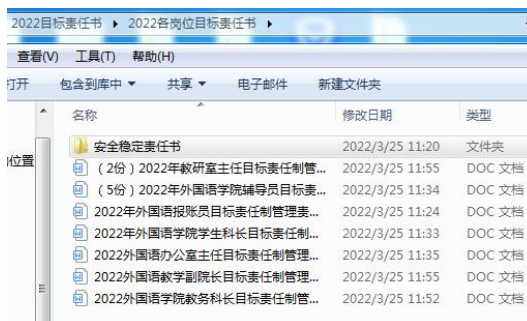 2022目标责任书 ▸ 2022各岗位目标责任书 ▸
查看(V) 工具(T) 帮助(H)
打开 包含到库中 共享 电子邮件 新建文件夹
名称 修改日期 类型
安全稳定责任书 2022/3/25 11:20 文件夹
位置
（2份）2022年教研室主任目标责任制管... 2022/3/25 11:55 DOC 文档
（5份）2022年外国语学院辅导员目标责... 2022/3/25 11:34 DOC 文档
2022年外国语报账员目标责任制管理责... 2022/3/25 11:24 DOC 文档
2022年外国语学院学生科长目标责任制... 2022/3/25 11:33 DOC 文档
2022外国语办公室主任目标责任制管理... 2022/3/25 11:35 DOC 文档
2022外国语教学副院长目标责任制管理... 2022/3/25 11:55 DOC 文档
2022外国语学院教务科长目标责任制管... 2022/3/25 11:52 DOC 文档